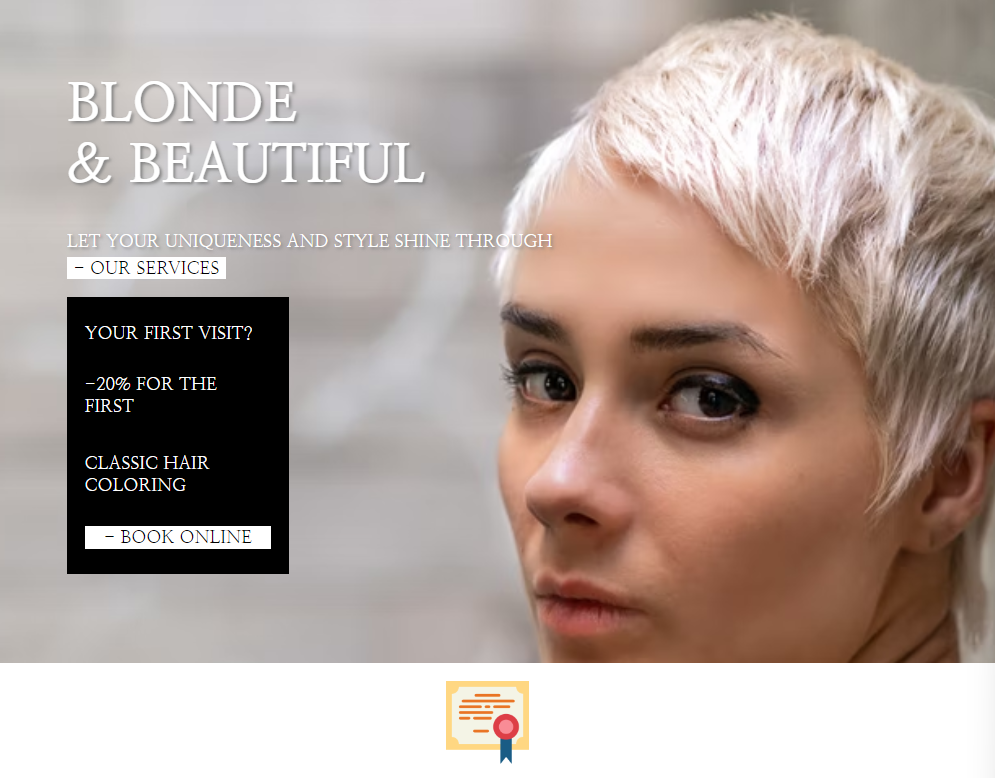 BLONDE
& BEAUTIFUL
LET YOUR UNIQUENESS AND STYLE SHINE THROUGH
– OUR SERVICES
YOUR FIRST VISIT?
–20% FOR THE
FIRST
CLASSIC HAIR
COLORING
– BOOK ONLINE